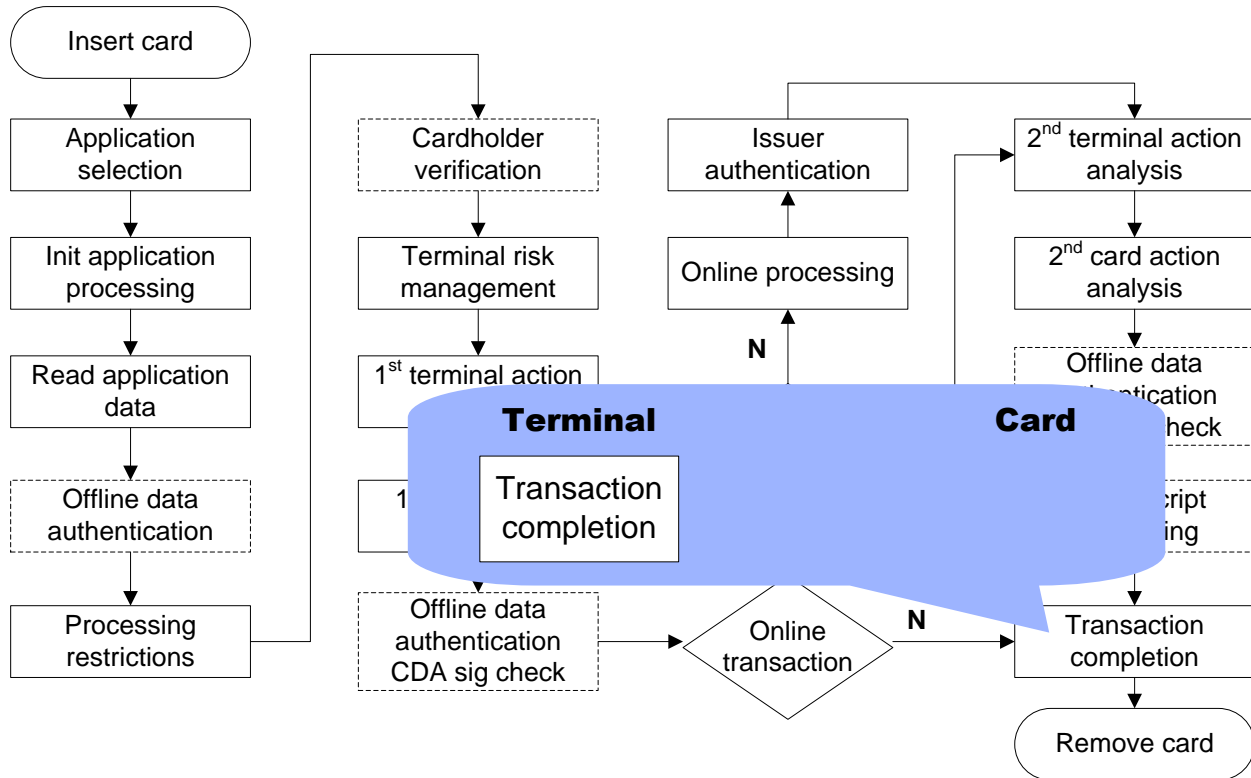 Insert card
Application
selection
Init application
processing
Read application
data
Offline data
authentication
Processing
restrictions
Cardholder
verification
Terminal risk
management
1st terminal action
1
Offline data
authentication
CDA sig check
Issuer
authentication
Online processing
N
Online
transaction
N
2nd terminal action
analysis
2nd card action
analysis
Offline data
Terminal
Card
Transaction
completion
Transaction
completion
Remove card